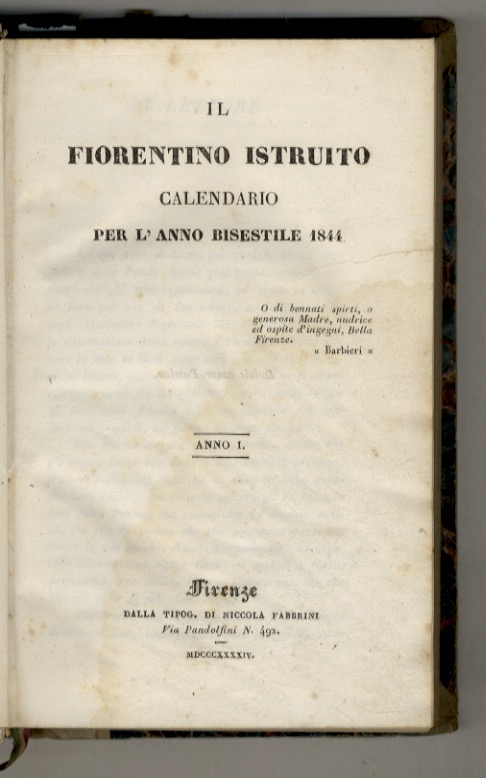 IL
FIORENTINO ISTRUITO
CALENDARIO
PER L' ANNO BISESTILE 1844
O di bennati spirti, o
generosa Madre, nudrice
ed ospite d'ingegni, Bella
Firenze.
« Barbieri »
ANNO I.
Firenze
DALLA TIPOG. DI NICCOLA FABBRINI
Via Pandolfini N. 492.
MDCCCXXXXIV.